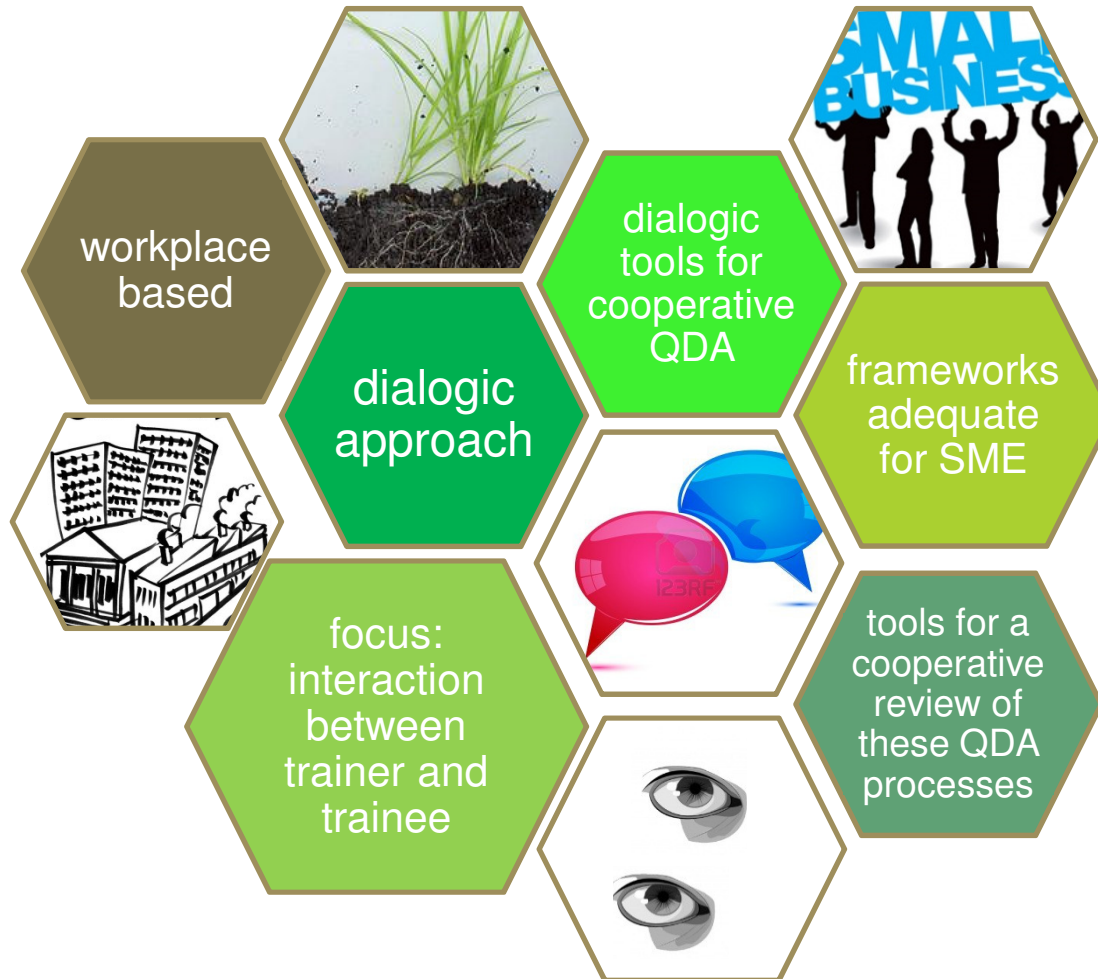 SMALL
BUSINESS
workplace
based
dialogic
tools for
cooperative
QDA
dialogic
approach
frameworks
adequate
for SME
123RF
focus:
interaction
between
trainer and
trainee
tools for a
cooperative
review of
these QDA
processes